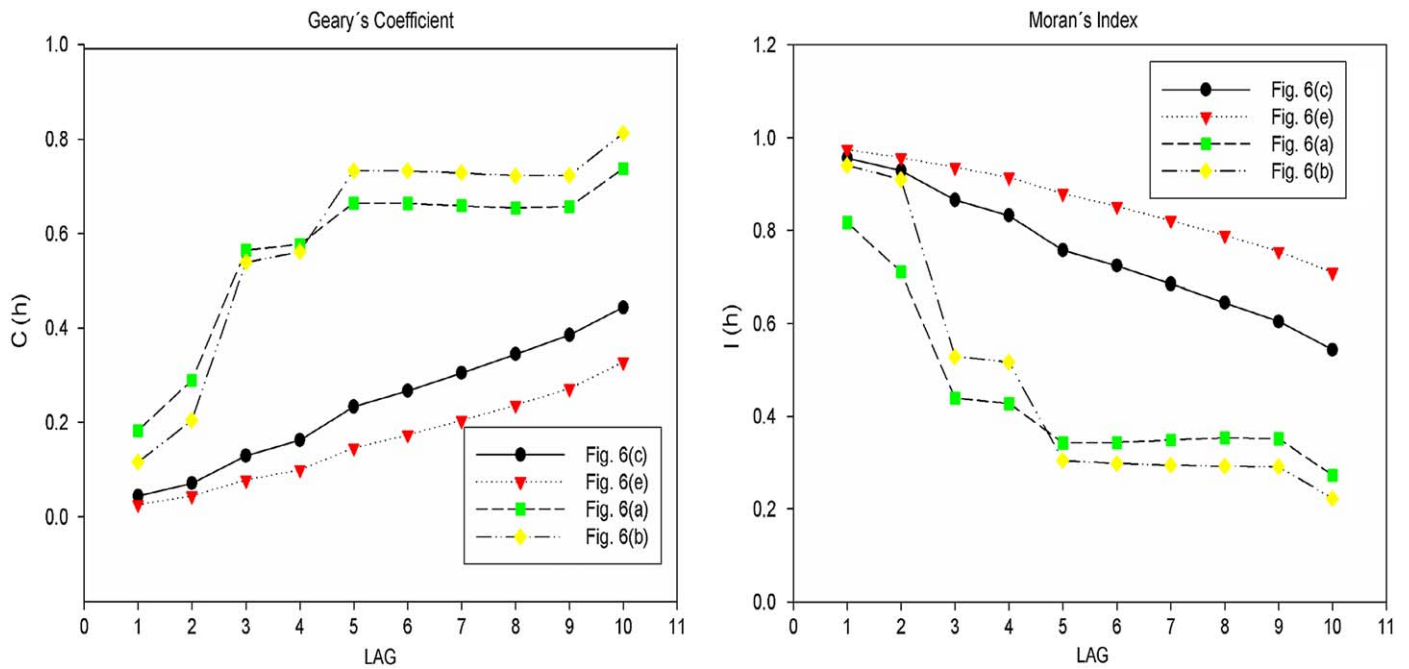 Geary´s Coefficient
C (h)
1.0
0.8
0.6
0.4
0.2
0.0
0 1 2 3 4 5 6 7 8 9 10 11
LAG
Fig. 6(c)
Fig. 6(e)
Fig. 6(a)
Fig. 6(b)
Moran´s Index
I (h)
1.2
1.0
0.8
0.6
0.4
0.2
0.0
0 1 2 3 4 5 6 7 8 9 10 11
LAG
Fig. 6(c)
Fig. 6(e)
Fig. 6(a)
Fig. 6(b)